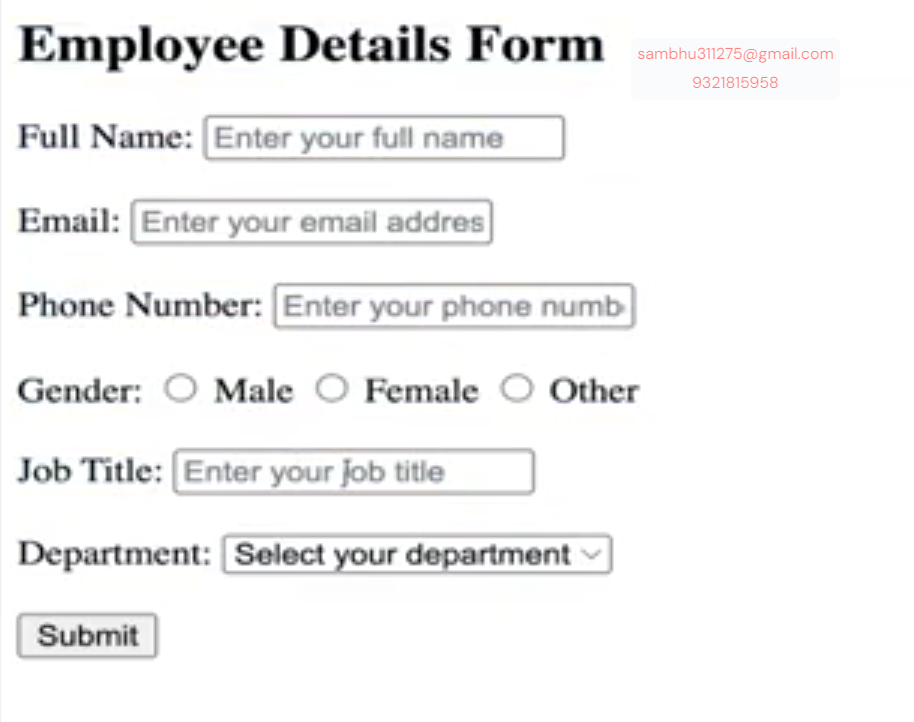 Employee Details Form
sambhu311275@gmail.com
9321815958
Full Name: Enter your full name
Email: Enter your email addres
Phone Number: Enter your phone numb
Gender: Male Female Other
Job Title: Enter your job title
Department: Select your department
Submit